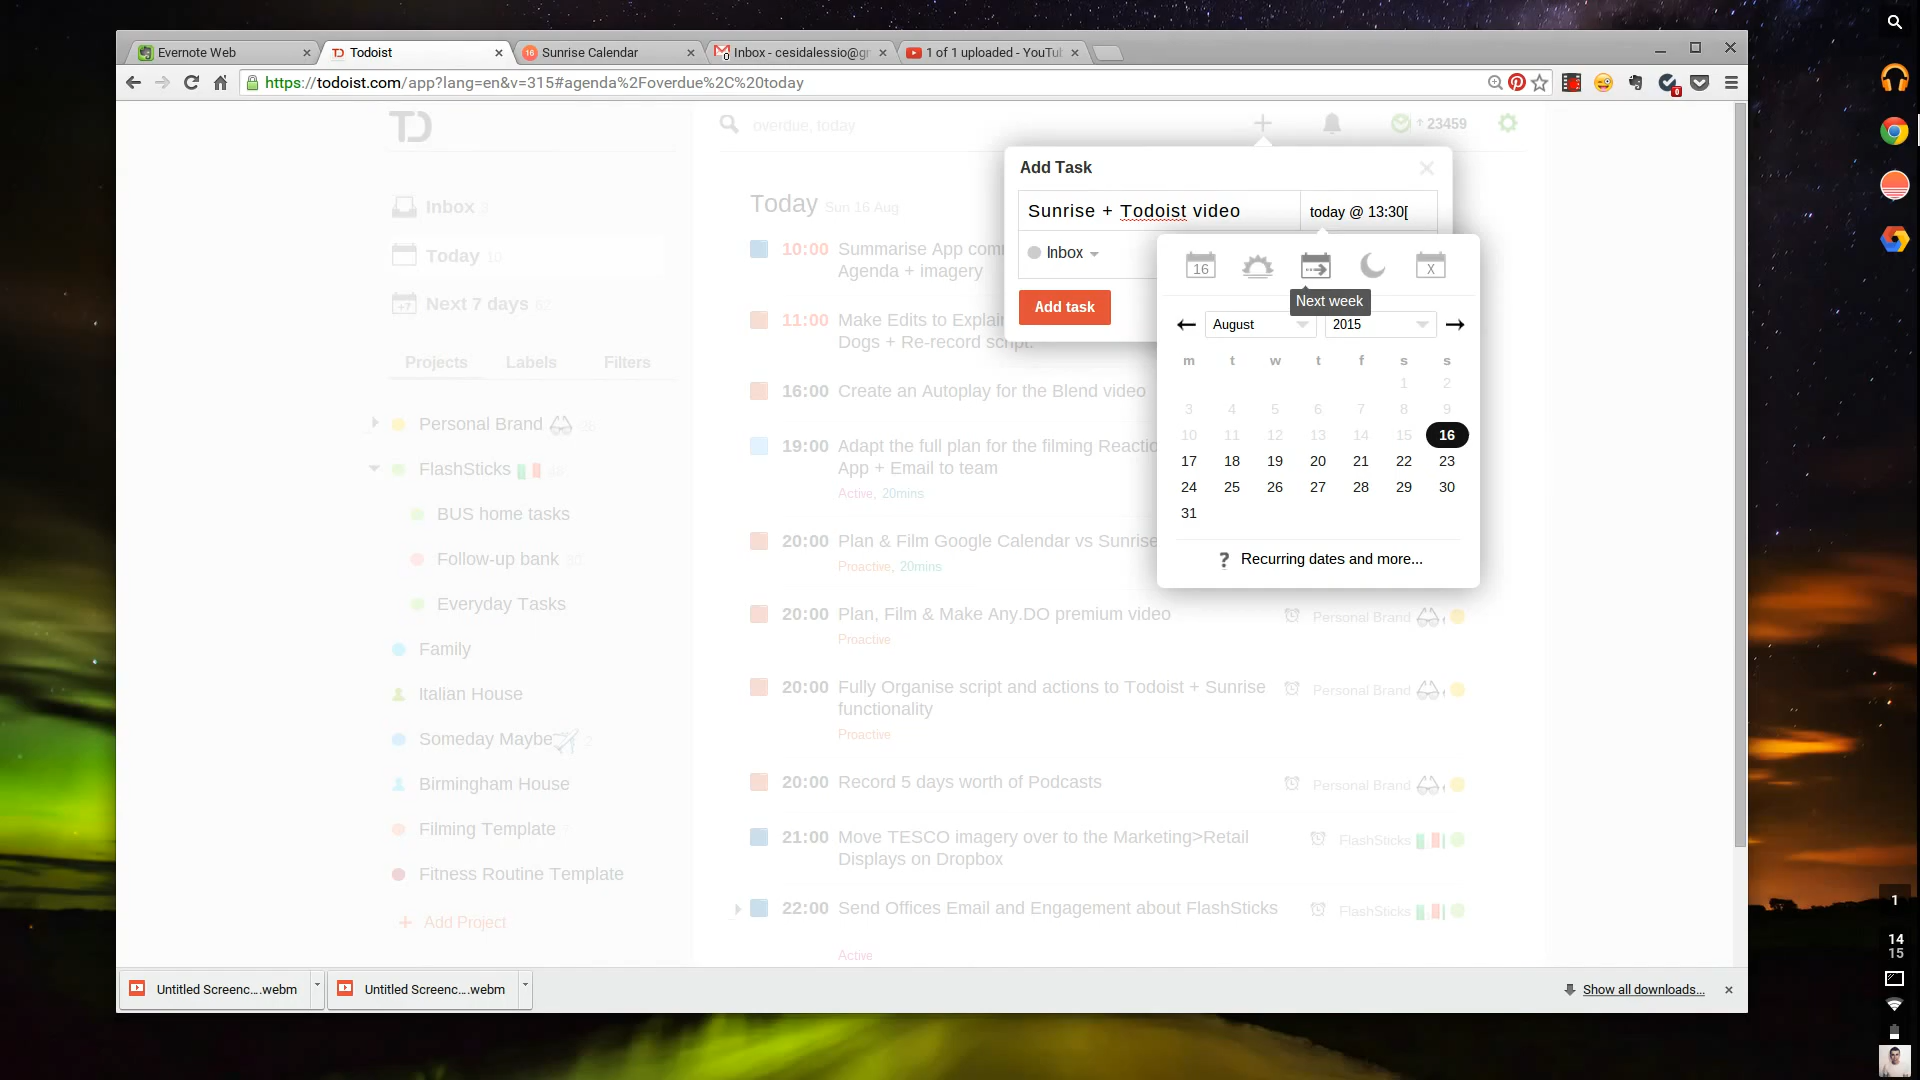 Evernote Web
Todoist
Sunrise Calendar
Inbox - cesidalessio@gr
1 of 1 uploaded - YouTu
https://todoist.com/app?lang=en&v=315#agenda%2Foverdue%2C%20today
overdue, today
23459
Inbox
Today 10
Next 7 days 62
Projects Labels Filters
Personal Brand
FlashSticks
BUS home tasks
Follow-up bank
Everyday Tasks
Family
Italian House
Someday Maybe 2
Birmingham House
Filming Template
Fitness Routine Template
+ Add Project
Today Sun 16 Aug
10:00 Summarise App com
Agenda + imagery
11:00 Make Edits to Explai
Dogs + Re-record script.
16:00 Create an Autoplay for the Blend video
19:00 Adapt the full plan for the filming Reactio
App + Email to team
Active, 20mins
20:00 Plan & Film Google Calendar vs Sunrise
Proactive, 20mins
20:00 Plan, Film & Make Any.DO premium video Personal Brand
Proactive
20:00 Fully Organise script and actions to Todoist + Sunrise Personal Brand
functionality
Proactive
20:00 Record 5 days worth of Podcasts Personal Brand
21:00 Move TESCO imagery over to the Marketing>Retail FlashSticks
Displays on Dropbox
22:00 Send Offices Email and Engagement about FlashSticks FlashSticks
Active
Add Task
Sunrise + Todoist video today @ 13:30[
Inbox
Add task
16 X
Next week
August 2015
m t w t f s s
1 2
3 4 5 6 7 8 9
10 11 12 13 14 15 16
17 18 19 20 21 22 23
24 25 26 27 28 29 30
31
? Recurring dates and more...
Untitled Screenc....webm
Untitled Screenc....webm
Show all downloads...
1
14
15